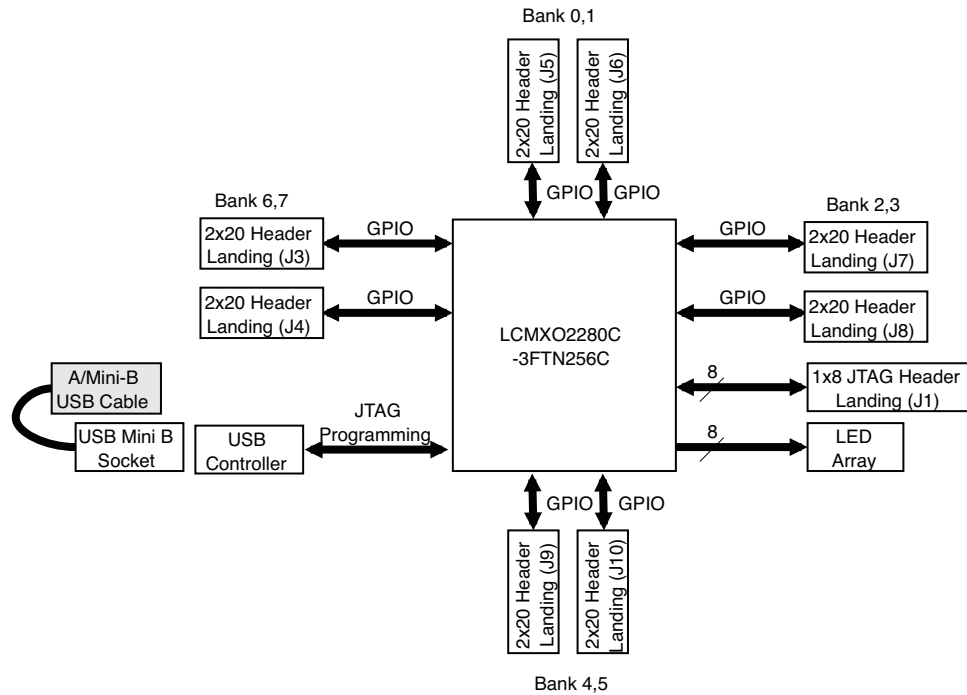 Bank 0,1
2x20 Header
Landing (J5)
2x20 Header
Landing (J6)
GPIO
GPIO
Bank 6,7
2x20 Header
Landing (J3)
GPIO
2x20 Header
Landing (J4)
GPIO
Bank 2,3
GPIO
2x20 Header
Landing (J7)
GPIO
2x20 Header
Landing (J8)
LCMXO2280C
-3FTN256C
8
1x8 JTAG Header
Landing (J1)
8
LED
Array
A/Mini-B
USB Cable
USB Mini B
Socket
USB
Controller
JTAG
Programming
GPIO
GPIO
2x20 Header
Landing (J9)
2x20 Header
Landing (J10)
Bank 4,5